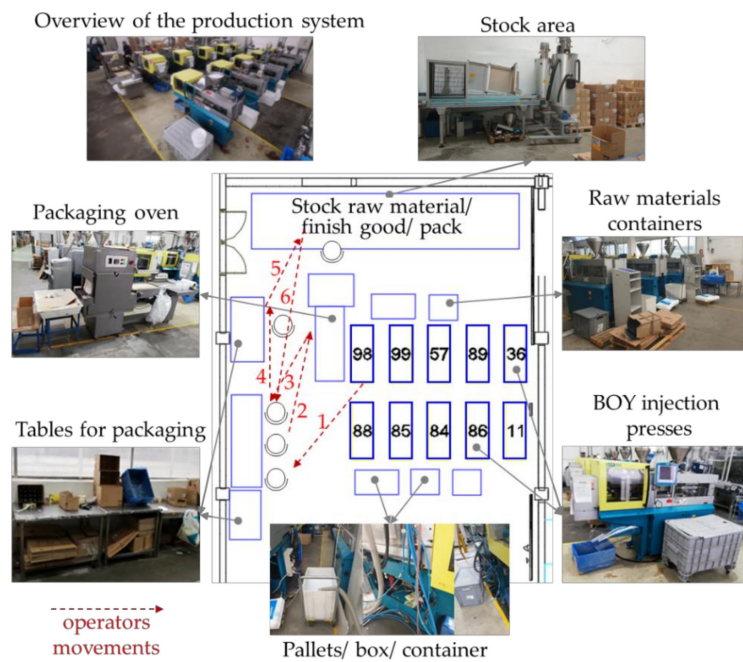 Overview of the production system
Stock area
Packaging oven
Stock raw material/
finish good/ pack
Raw materials
containers
5
6
4
3
2
1
98 99 57 89 36
88 85 84 86 11
BOY injection
presses
Tables for packaging
operators
movements
Pallets/ box/ container